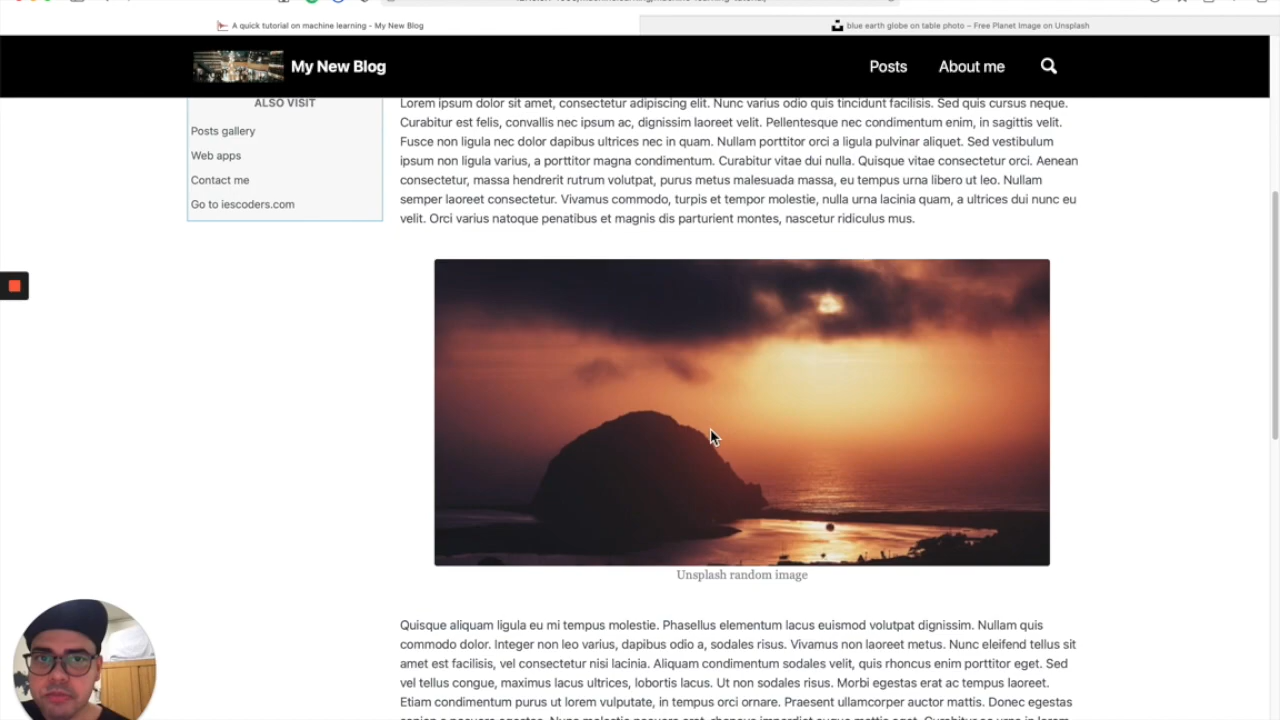 A quick tutorial on machine learning - My New Blog
blue earth globe on table photo – Free Planet Image on Unsplash
My New Blog
Posts
About me
ALSO VISIT
Posts gallery
Web apps
Contact me
Go to iescoders.com
Lorem ipsum dolor sit amet, consectetur adipiscing elit. Nunc varius odio quis tincidunt facilisis. Sed quis cursus neque.
Curabitur est felis, convallis nec ipsum ac, dignissim laoreet velit. Pellentesque nec condimentum enim, in sagittis velit.
Fusce non ligula nec dolor dapibus ultrices nec in quam. Nullam porttitor orci a ligula pulvinar aliquet. Sed vestibulum
ipsum non ligula varius, a porttitor magna condimentum. Curabitur vitae dui nulla. Quisque vitae consectetur orci. Aenean
consectetur, massa hendrerit rutrum volutpat, purus metus malesuada massa, eu tempus urna libero ut leo. Nullam
semper laoreet consectetur. Vivamus commodo, turpis et tempor molestie, nulla urna lacinia quam, a ultrices dui nunc eu
velit. Orci varius natoque penatibus et magnis dis parturient montes, nascetur ridiculus mus.
Unsplash random image
Quisque aliquam ligula eu mi tempus molestie. Phasellus elementum lacus euismod volutpat dignissim. Nullam quis
commodo dolor. Integer non leo varius, dapibus odio a, sodales risus. Vivamus non laoreet metus. Nunc eleifend tellus sit
amet est facilisis, vel consectetur nisi lacinia. Aliquam condimentum sodales velit, quis rhoncus enim porttitor eget. Sed
vel tellus congue, maximus lacus ultrices, lobortis lacus. Ut non sodales risus. Morbi egestas erat ac tempus laoreet.
Etiam condimentum purus ut lorem vulputate, in tempus orci ornare. Praesent ullamcorper auctor mattis. Donec egestas